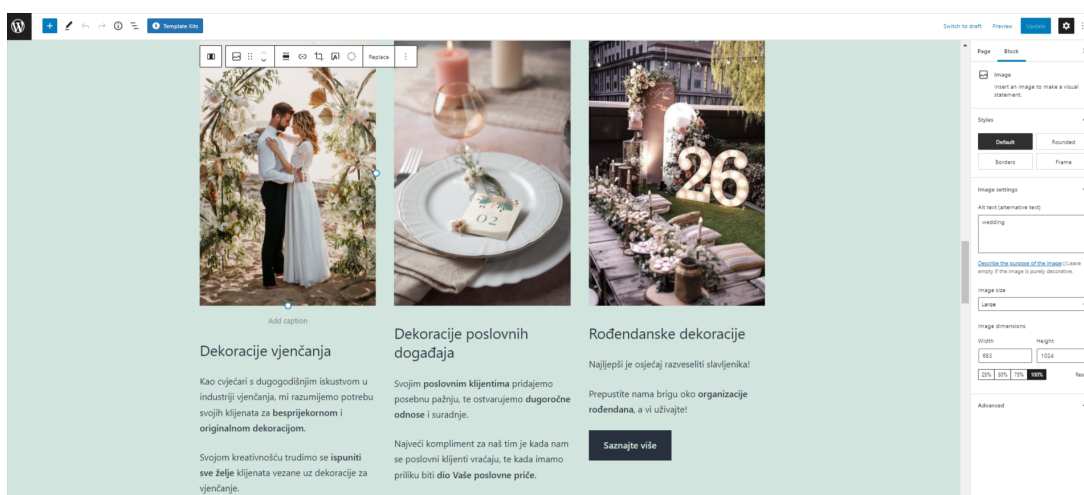 Template Kits
Switch to draft
Preview
Update
Replace
26
02
Add caption
Dekoracije vjenčanja
Kao cvjećari s dugogodišnjim iskustvom u
industriji vjenčanja, mi razumijemo potrebu
svojih klijenata za besprijekornom i
originalnom dekoracijom.
Svojom kreativnošću trudimo se ispuniti
sve želje klijenata vezane uz dekoracije za
vjenčanje.
Dekoracije poslovnih
događaja
Svojim poslovnim klijentima pridajemo
posebnu pažnju, te ostvarujemo dugoročne
odnose i suradnje.
Najveći kompliment za naš tim je kada nam
se poslovni klijenti vraćaju, te kada imamo
priliku biti dio Vaše poslovne priče.
Rođendanske dekoracije
Najljepši je osjećaj razveseliti slavljenika!
Prepustite nama brigu oko organizacije
rođendana, a vi uživajte!
Saznajte više
Page
Block
Image
Insert an image to make a visual
statement.
Styles
Default
Rounded
Borders
Frame
Image settings
Alt text (alternative text)
wedding
Describe the purpose of the image Leave
empty if the image is purely decorative.
Image size
Large
Image dimensions
Width
Height
683
1024
25% 50% 75% 100%
Advanced